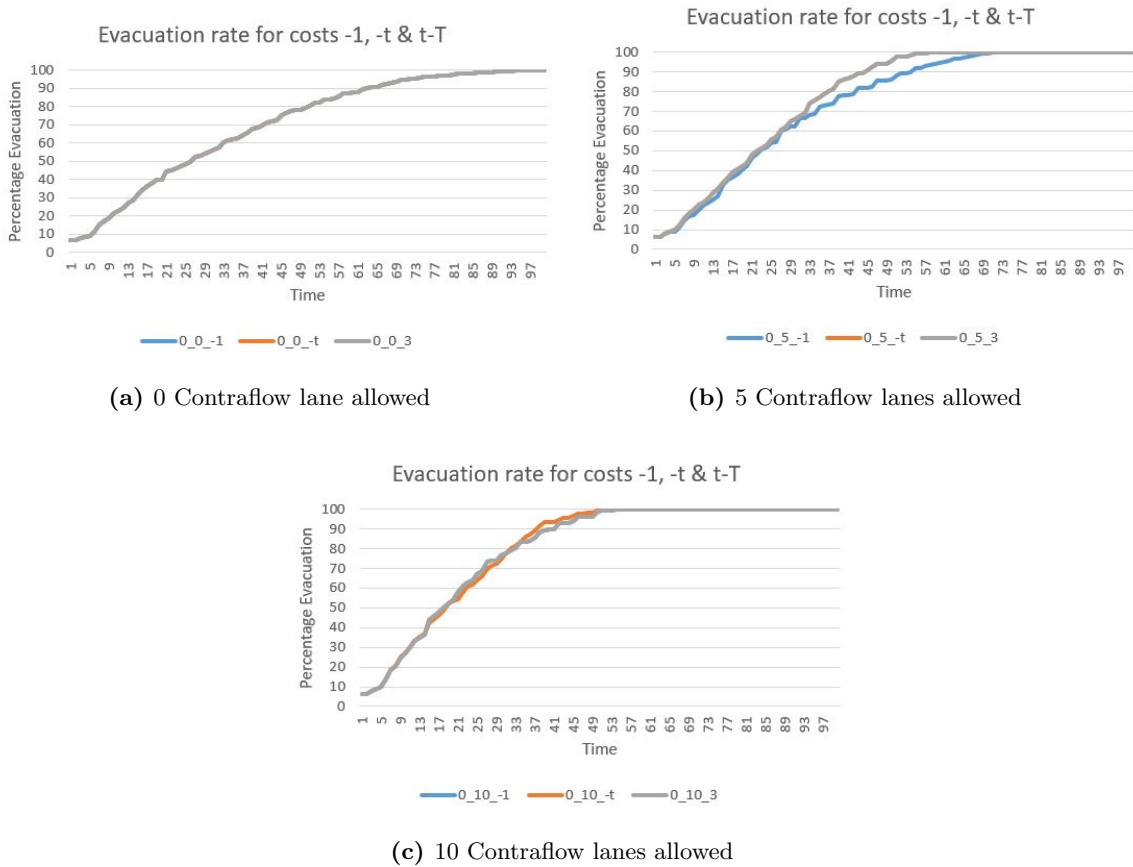 Evacuation rate for costs -1, -t & t-T
Percentage Evacuation
100
90
80
70
60
50
40
30
20
10
0
1 5 9 13 17 21 25 29 33 37 41 45 49 53 57 61 65 69 73 77 81 85 89 93 97
Time
0_0_-1 0_0_-t 0_0_3
(a) 0 Contraflow lane allowed
Evacuation rate for costs -1, -t & t-T
Percentage Evacuation
100
90
80
70
60
50
40
30
20
10
0
1 5 9 13 17 21 25 29 33 37 41 45 49 53 57 61 65 69 73 77 81 85 89 93 97
Time
0_5_-1 0_5_-t 0_5_3
(b) 5 Contraflow lanes allowed
Evacuation rate for costs -1, -t & t-T
Percentage Evacuation
100
90
80
70
60
50
40
30
20
10
0
1 5 9 13 17 21 25 29 33 37 41 45 49 53 57 61 65 69 73 77 81 85 89 93 97
Time
0_10_-1 0_10_-t 0_10_3
(c) 10 Contraflow lanes allowed